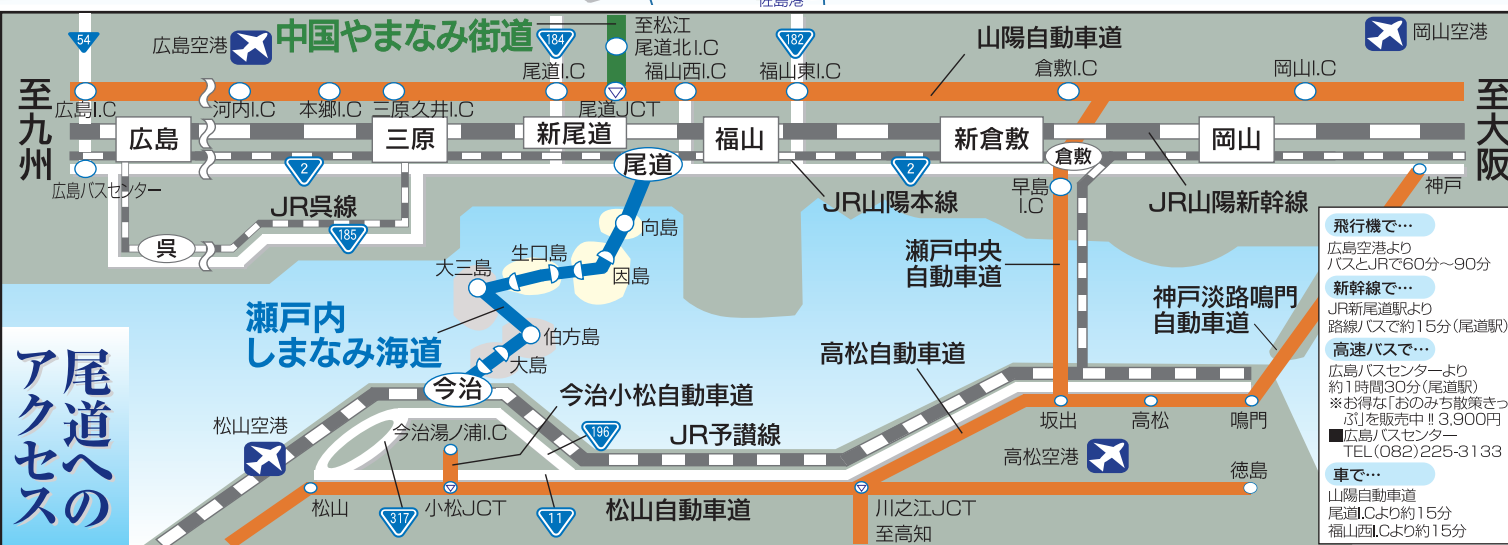 佐島港
54
広島空港
中国やまなみ街道
184
至松江
尾道北I.C
182
山陽自動車道
岡山空港
尾道I.C
福山西I.C
福山東I.C
倉敷I.C
岡山I.C
至九州
広島I.C
河内I.C
本郷I.C
三原久井I.C
尾道JCT
至大阪
広島
三原
新尾道
福山
新倉敷
岡山
尾道
倉敷
広島バスセンター
2
2
早島
I.C
神戸
JR呉線
185
JR山陽本線
JR山陽新幹線
呉
向島
生口島
因島
大三島
瀬戸中央
自動車道
神戸淡路鳴門
自動車道
瀬戸内
しまなみ海道
伯方島
大島
今治
高松自動車道
今治小松自動車道
松山空港
今治湯ノ浦I.C
196
JR予讃線
坂出
高松
鳴門
高松空港
徳島
松山
317
小松JCT
11
松山自動車道
川之江JCT
至高知
尾道への
アクセス
飛行機で…
広島空港より
バスとJRで60分〜90分
新幹線で…
JR新尾道駅より
路線バスで約15分(尾道駅)
高速バスで…
広島バスセンターより
約1時間30分(尾道駅)
※お得な「おのみち散策きっ
ぷ」を販売中!! 3,900円
■広島バスセンター
TEL(082)225-3133
車で…
山陽自動車道
尾道I.Cより約15分
福山西I.Cより約15分